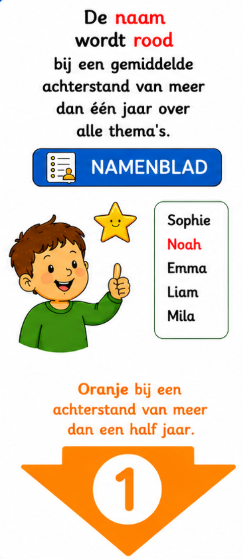 De naam
wordt rood
bij een gemiddelde
achterstand van meer
dan één jaar over
alle thema's.
NAMENBLAD
Sophie
Noah
Emma
Liam
Mila
Oranje bij een
achterstand van meer
dan een half jaar.
1